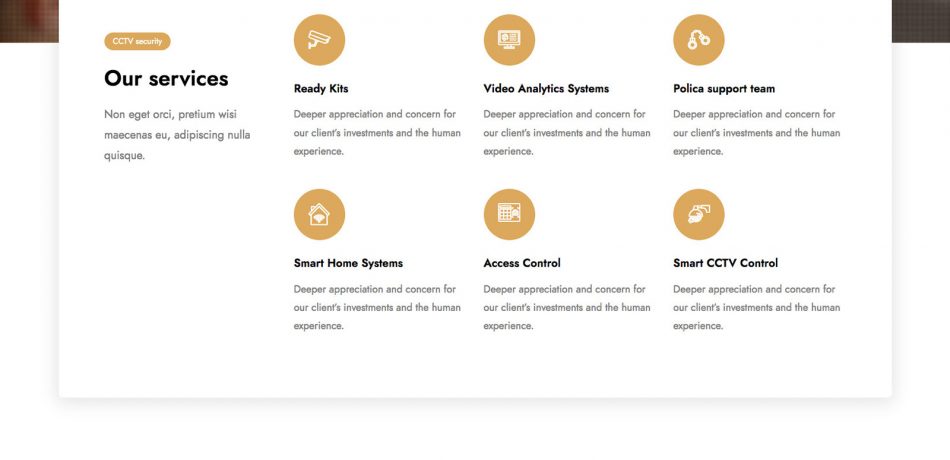 CCTV security
Our services
Non eget orci, pretium wisi
maecenas eu, adipiscing nulla
quisque.
Ready Kits
Deeper appreciation and concern for
our client's investments and the human
experience.
Video Analytics Systems
Deeper appreciation and concern for
our client's investments and the human
experience.
Polica support team
Deeper appreciation and concern for
our client's investments and the human
experience.
Smart Home Systems
Deeper appreciation and concern for
our client's investments and the human
experience.
Access Control
Deeper appreciation and concern for
our client's investments and the human
experience.
Smart CCTV Control
Deeper appreciation and concern for
our client's investments and the human
experience.